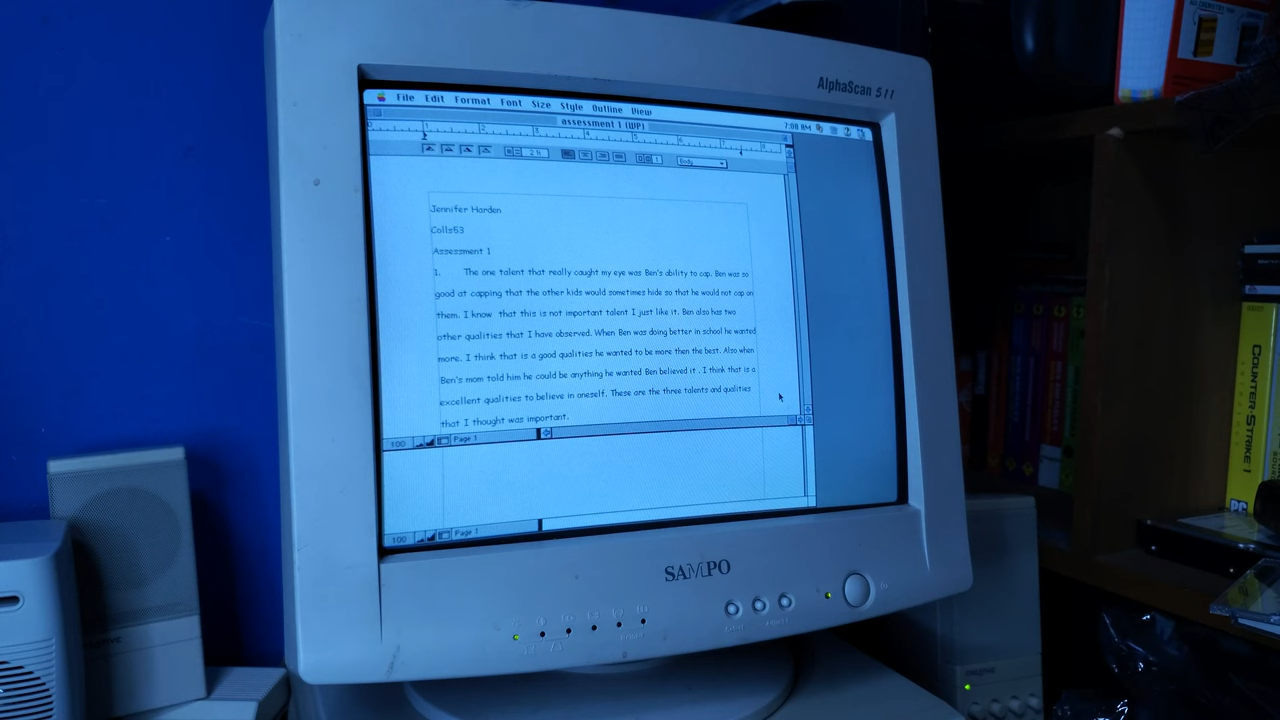 AlphaScan 511
File Edit Format Font Size Style Outline View
assessment 1 (WP)
Body
Jennifer Harden
Colls53
Assessment 1
1. The one talent that really caught my eye was Ben's ability to cap. Ben was so
good at capping that the other kids would sometimes hide so that he would not cap on
them. I know that this is not important talent I just like it. Ben also has two
other qualities that I have observed. When Ben was doing better in school he wanted
more. I think that is a good qualities he wanted to be more then the best. Also when
Ben's mom told him he could be anything he wanted Ben believed it . I think that is a
excellent qualities to believe in oneself. These are the three talents and qualities
that I thought was important.
100 Page 1
100 Page 1
SAMPO
COUNTER-STRIKE 1
PC